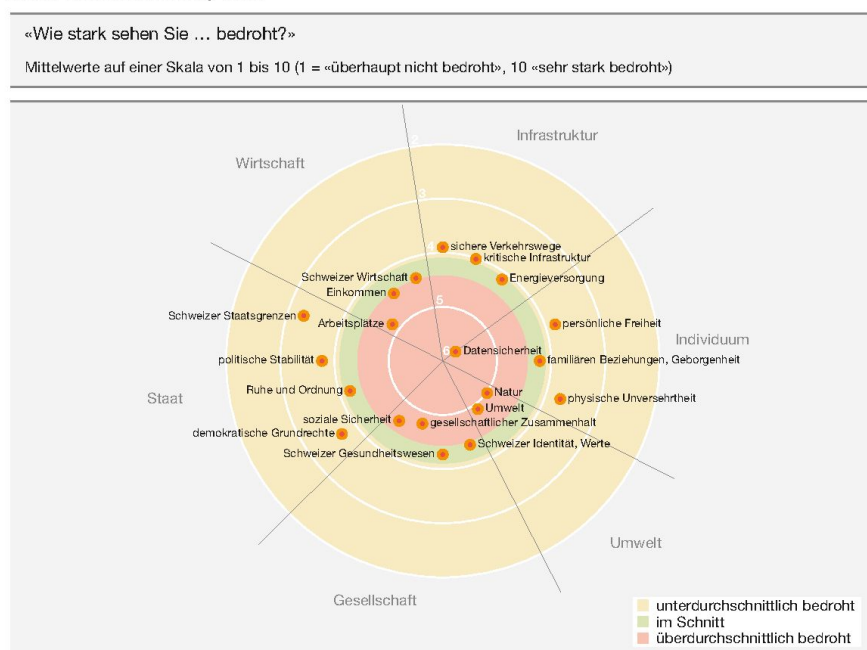 «Wie stark sehen Sie … bedroht?»
Mittelwerte auf einer Skala von 1 bis 10 (1 = «überhaupt nicht bedroht», 10 «sehr stark bedroht»)
Infrastruktur
2
Wirtschaft
3
4
sichere Verkehrswege
kritische Infrastruktur
Schweizer Wirtschaft
Energieversorgung
Einkommen
5
Schweizer Staatsgrenzen
Arbeitsplätze
persönliche Freiheit
Individuum
6
Datensicherheit
politische Stabilität
familiären Beziehungen, Geborgenheit
Ruhe und Ordnung
Natur
physische Unversehrtheit
Staat
Umwelt
soziale Sicherheit
gesellschaftlicher Zusammenhalt
demokratische Grundrechte
Schweizer Identität, Werte
Schweizer Gesundheitswesen
Umwelt
Gesellschaft
unterdurchschnittlich bedroht
im Schnitt
überdurchschnittlich bedroht